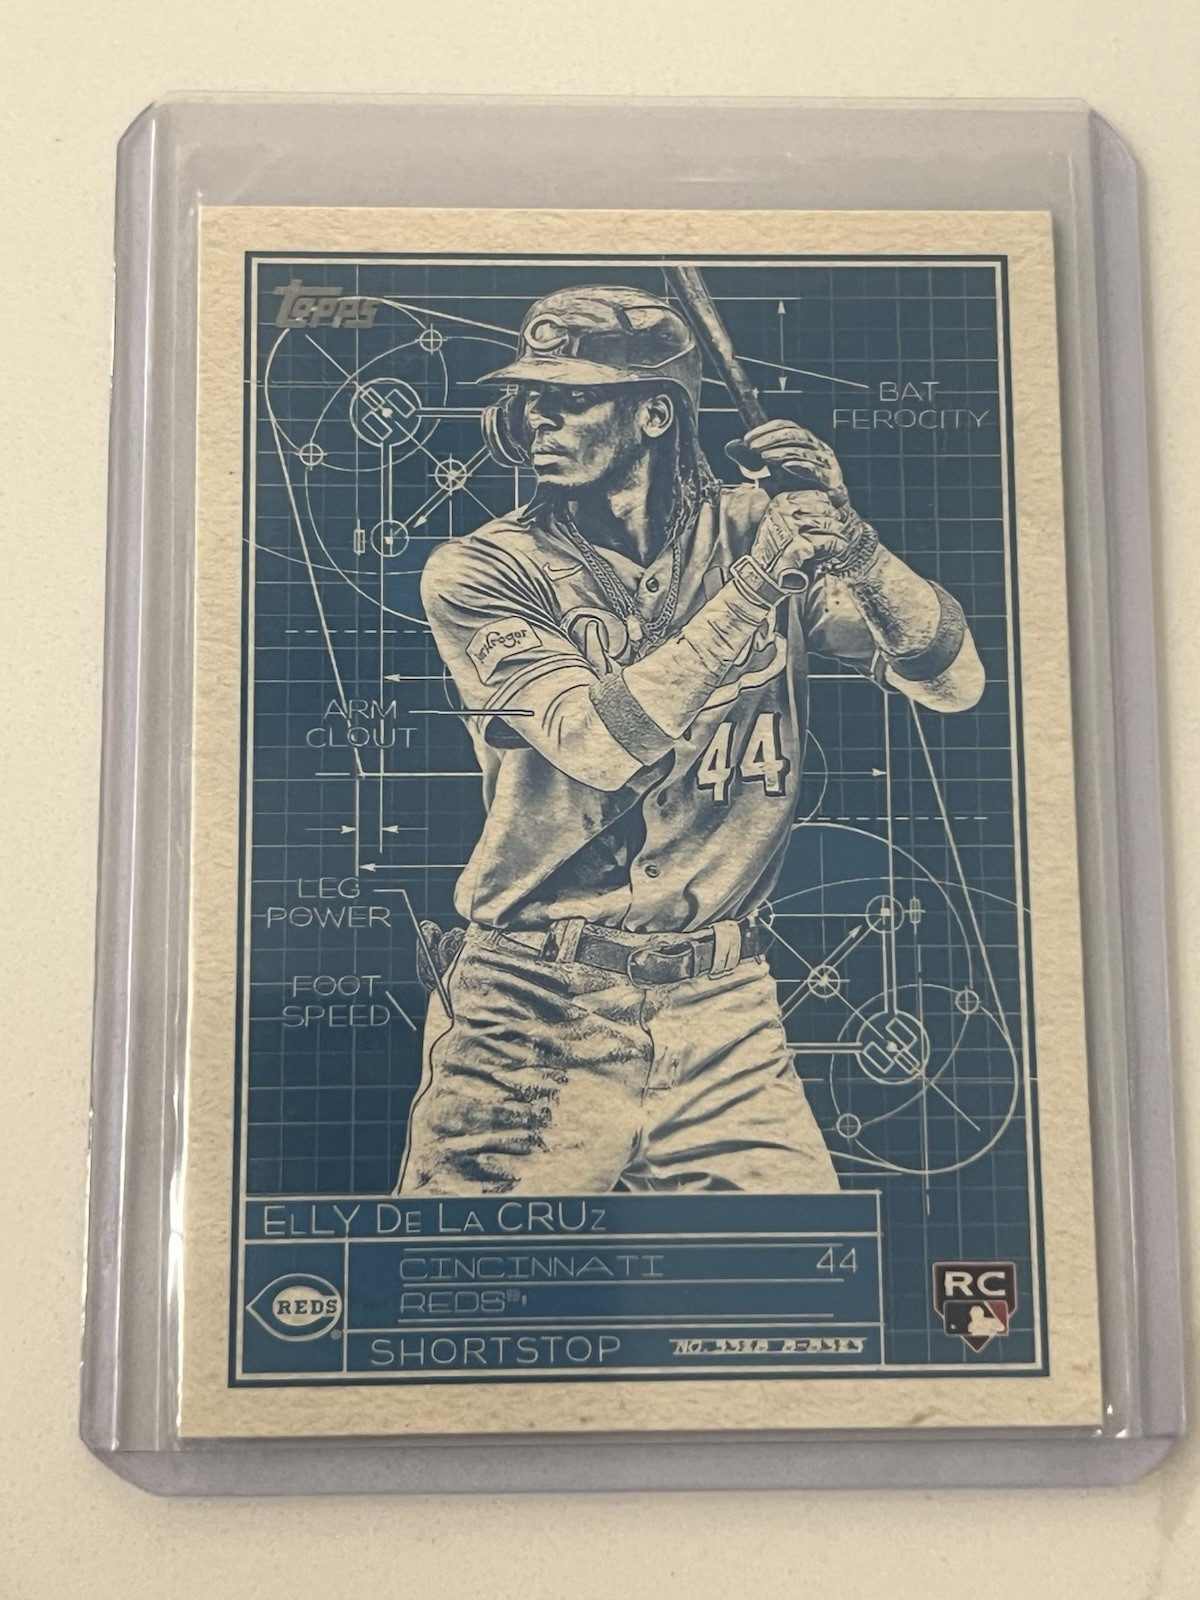 Topps
BAT
FEROCITY
Kroger
44
ARM
CLOUT
LEG
POWER
FOOT
SPEED
ELLY DE LA CRUZ
CINCINNATI 44
REDS®
REDS
SHORTSTOP
RC